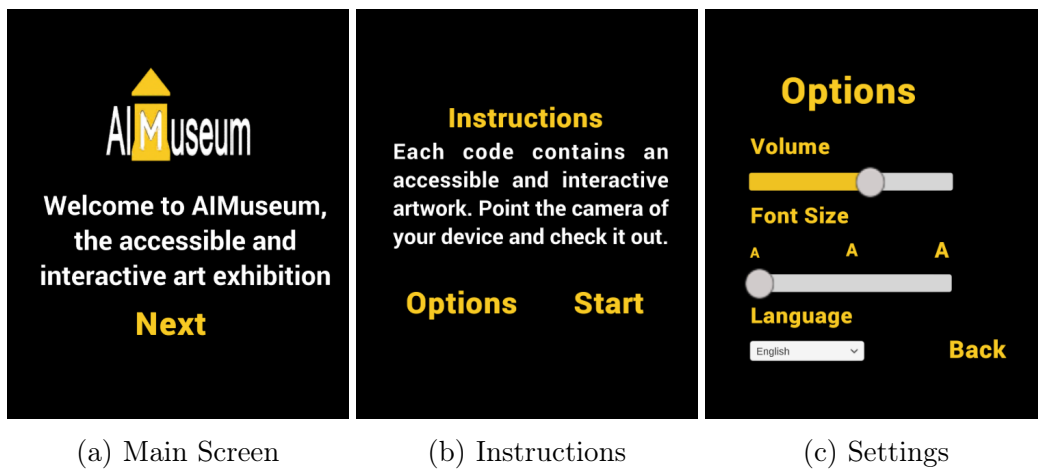 AIMuseum
Welcome to AIMuseum,
the accessible and
interactive art exhibition
Next
Instructions
Each code contains an
accessible and interactive
artwork. Point the camera of
your device and check it out.
Options Start
Options
Volume
Font Size
A A A
Language
English
Back
(a) Main Screen
(b) Instructions
(c) Settings